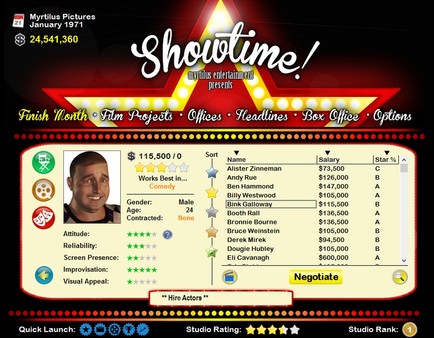 Myrtilus Pictures
January 1971
24,541,360
Showtime!
myrtilus entertainment
presents
Finish Month · Film Projects · Offices · Headlines · Box Office · Options
$ 115,500 / 0
Works Best in...
Comedy
Gender: Male
Age: 24
Contracted: None
Attitude:
Reliability:
Screen Presence:
Improvisation:
Visual Appeal:
Sort
Name Salary Star %
Alister Zinneman $73,500 C
Andy Rue $126,000 B
Ben Hammond $147,000 A
Billy Westwood $105,000 A
Bink Galloway $115,500 B
Booth Rall $136,500 A
Bronnie Bourne $136,500 A
Bruce Weinstein $105,000 B
Derek Mirek $94,500 B
Dougie Hubley $105,000 B
Eli Cavanagh $600,000 A
Negotiate
** Hire Actors **
Quick Launch:
Studio Rating:
Studio Rank: 1